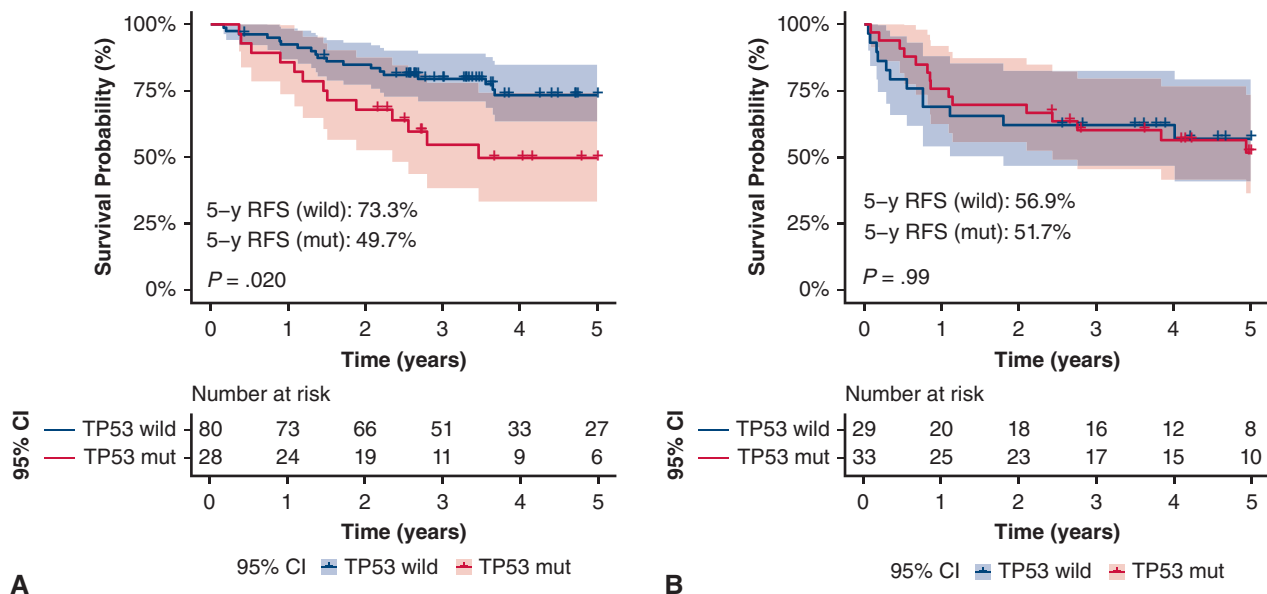 Survival Probability (%)
100%
75%
50%
25%
0%
5–y RFS (wild): 73.3%
5–y RFS (mut): 49.7%
P = .020
0 1 2 3 4 5
Time (years)
Number at risk
95% CI
TP53 wild 80 73 66 51 33 27
TP53 mut 28 24 19 11 9 6
0 1 2 3 4 5
Time (years)
95% CI TP53 wild TP53 mut
A
Survival Probability (%)
100%
75%
50%
25%
0%
5–y RFS (wild): 56.9%
5–y RFS (mut): 51.7%
P = .99
0 1 2 3 4 5
Time (years)
Number at risk
95% CI
TP53 wild 29 20 18 16 12 8
TP53 mut 33 25 23 17 15 10
0 1 2 3 4 5
Time (years)
95% CI TP53 wild TP53 mut
B